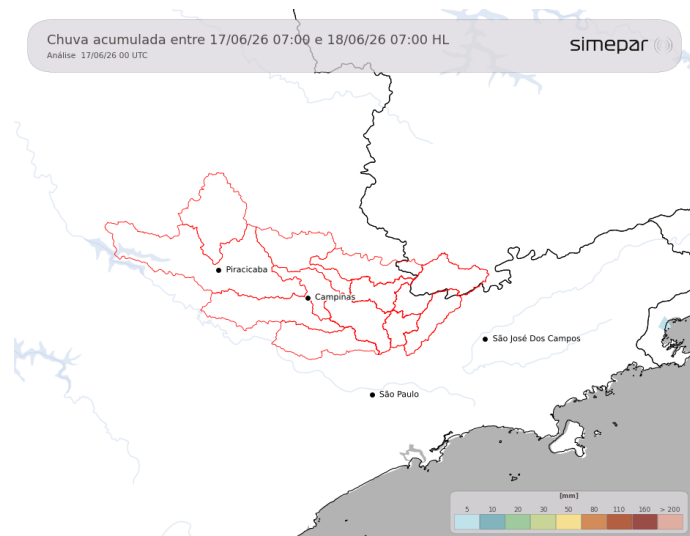 Chuva acumulada entre 17/06/26 07:00 e 18/06/26 07:00 HL
Análise 17/06/26 00 UTC
simepar
Piracicaba
Campinas
São José Dos Campos
São Paulo
[mm]
5 10 20 30 50 80 110 160 > 200